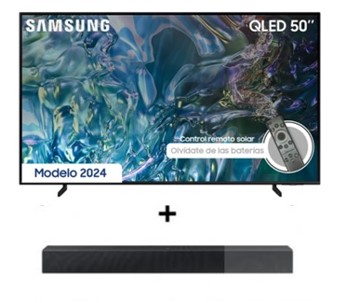 SAMSUNG
QLED 50’’
Control remoto solar
Olvídate de las baterías
Modelo 2024
+